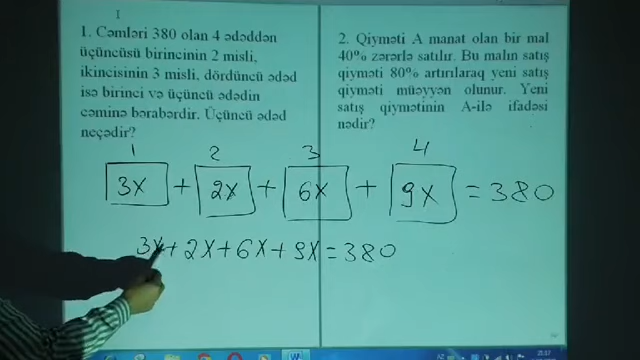 1. Cəmləri 380 olan 4 ədəddən
üçüncüsü birincinin 2 misli,
ikincisinin 3 misli, dördüncü ədəd
isə birinci və üçüncü ədədin
cəminə bərabərdir. Üçüncü ədəd
neçədir?
2. Qiyməti A manat olan bir mal
40% zərərlə satılır. Bu malın satış
qiyməti 80% artırılaraq yeni satış
qiyməti müəyyən olunur. Yeni
satış qiymətinin A-ilə ifadəsi
nədir?
1 2 3 4
3x + 2x + 6x + 9x = 380
3x + 2x + 6x + 9x = 380